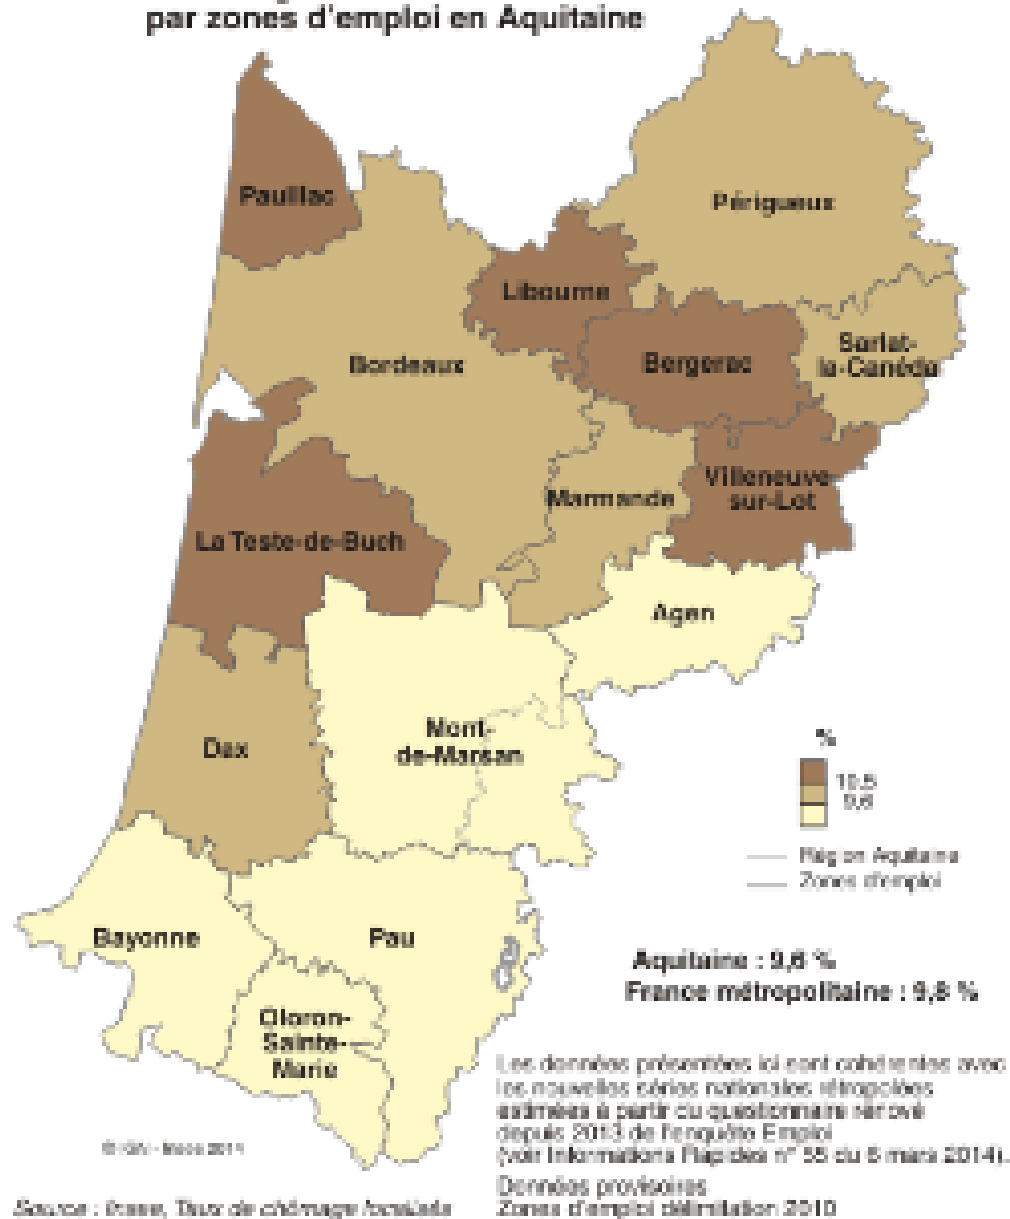 par zones d'emploi en Aquitaine
Pauillac
Périgueux
Libourne
Bordeaux
Bergerac
Sarlat-
la-Canéda
Villeneuve-
sur-Lot
Marmande
La Teste-de-Buch
Agen
Mont-
de-Marsan
Dax
%
10,5
9,6
Région Aquitaine
Zones d'emploi
Bayonne
Pau
Aquitaine : 9,6 %
France métropolitaine : 9,8 %
Oloron-
Sainte-
Marie
Les données présentées ici sont cohérentes avec
les nouvelles séries nationales rétropolées
estimées à partir du questionnaire rénové
depuis 2013 de l'enquête Emploi
(voir Informations Rapides n° 55 du 6 mars 2014).
© IGN - Insee 2014
Données provisoires
Source : Insee, Taux de chômage localisés
Zones d'emploi délimitation 2010